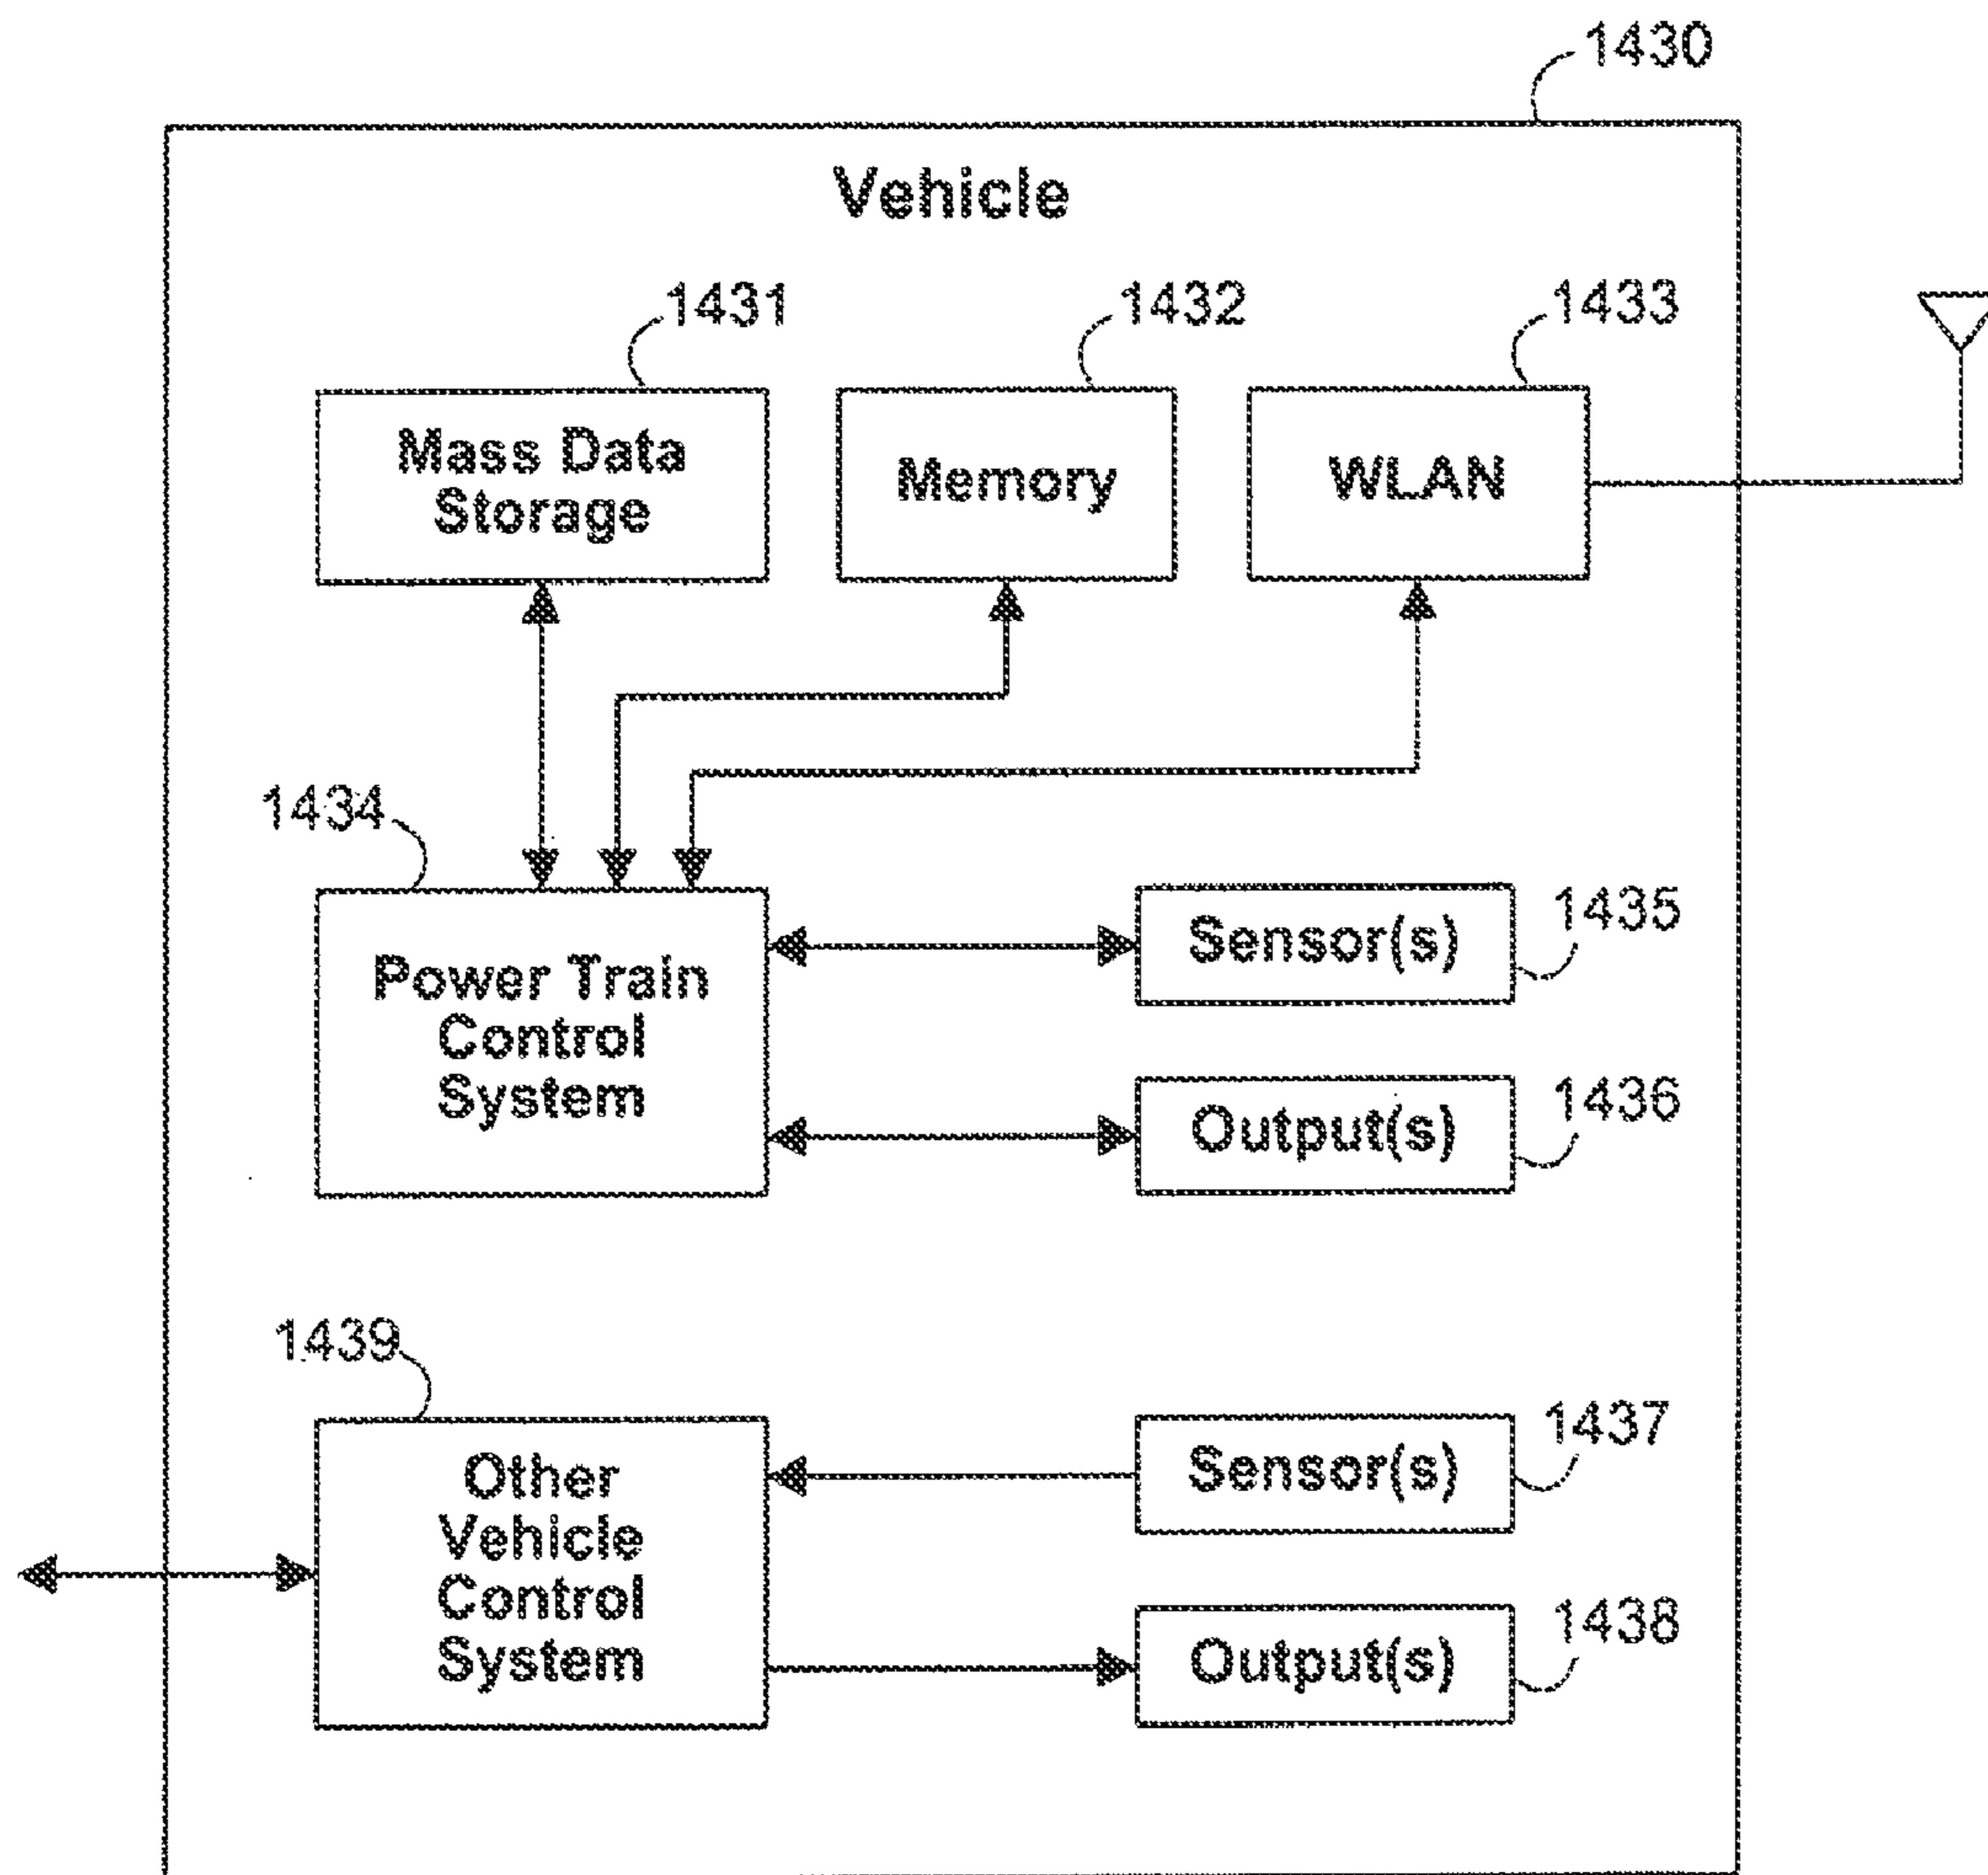 1430
Vehicle
1431
1432
1433
Mass Data
Storage
Memory
WLAN
1434
Power Train
Control
System
Sensor(s)
1435
Output(s)
1436
1439
Other
Vehicle
Control
System
Sensor(s)
1437
Output(s)
1438